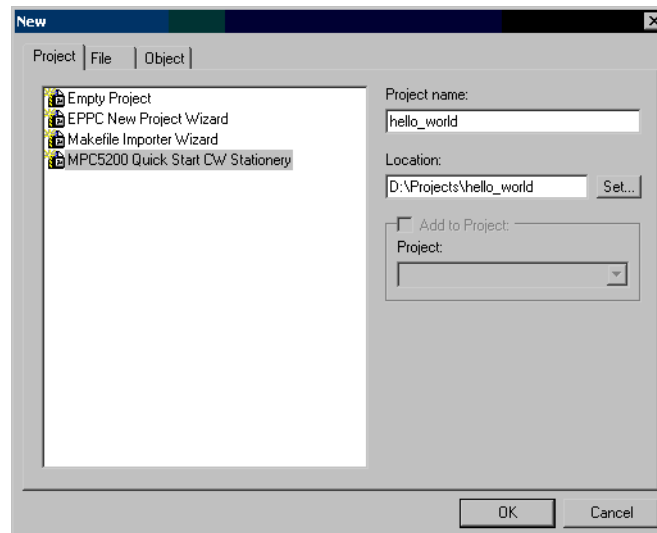 New
Project File Object
Empty Project
EPPC New Project Wizard
Makefile Importer Wizard
MPC5200 Quick Start CW Stationery
Project name:
hello_world
Location:
D:\Projects\hello_world Set...
Add to Project:
Project:
OK Cancel